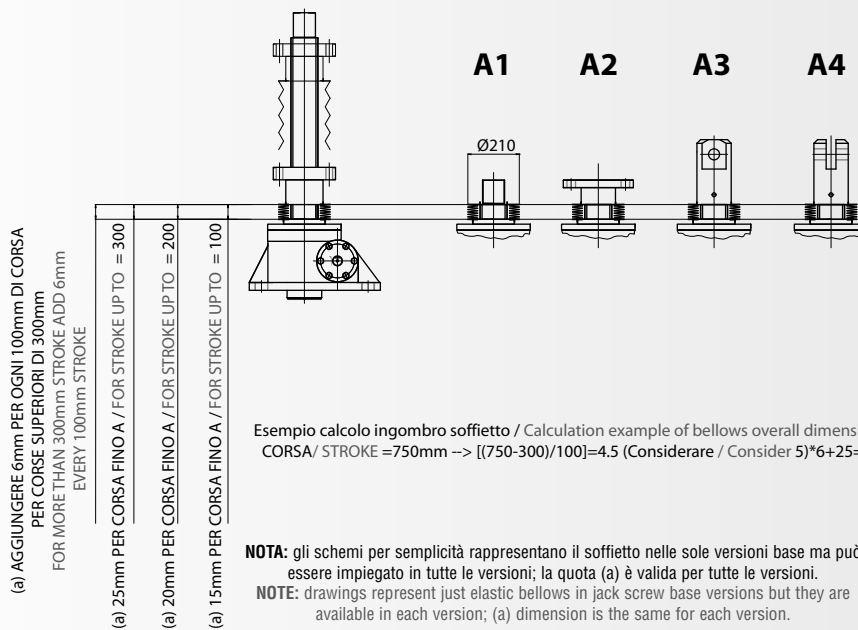 A1
A2
A3
A4
Ø210
(a) AGGIUNGERE 6mm PER OGNI 100mm DI CORSA
PER CORSE SUPERIORI DI 300mm
FOR MORE THAN 300mm STROKE ADD 6mm
EVERY 100mm STROKE
(a) 25mm PER CORSA FINO A / FOR STROKE UP TO = 300
(a) 20mm PER CORSA FINO A / FOR STROKE UP TO = 200
(a) 15mm PER CORSA FINO A / FOR STROKE UP TO = 100
Esempio calcolo ingombro soffietto / Calculation example of bellows overall dimens
CORSA/ STROKE =750mm --> [(750-300)/100]=4.5 (Considerare / Consider 5)*6+25=
NOTA: gli schemi per semplicità rappresentano il soffietto nelle sole versioni base ma può
essere impiegato in tutte le versioni; la quota (a) è valida per tutte le versioni.
NOTE: drawings represent just elastic bellows in jack screw base versions but they are
available in each version; (a) dimension is the same for each version.